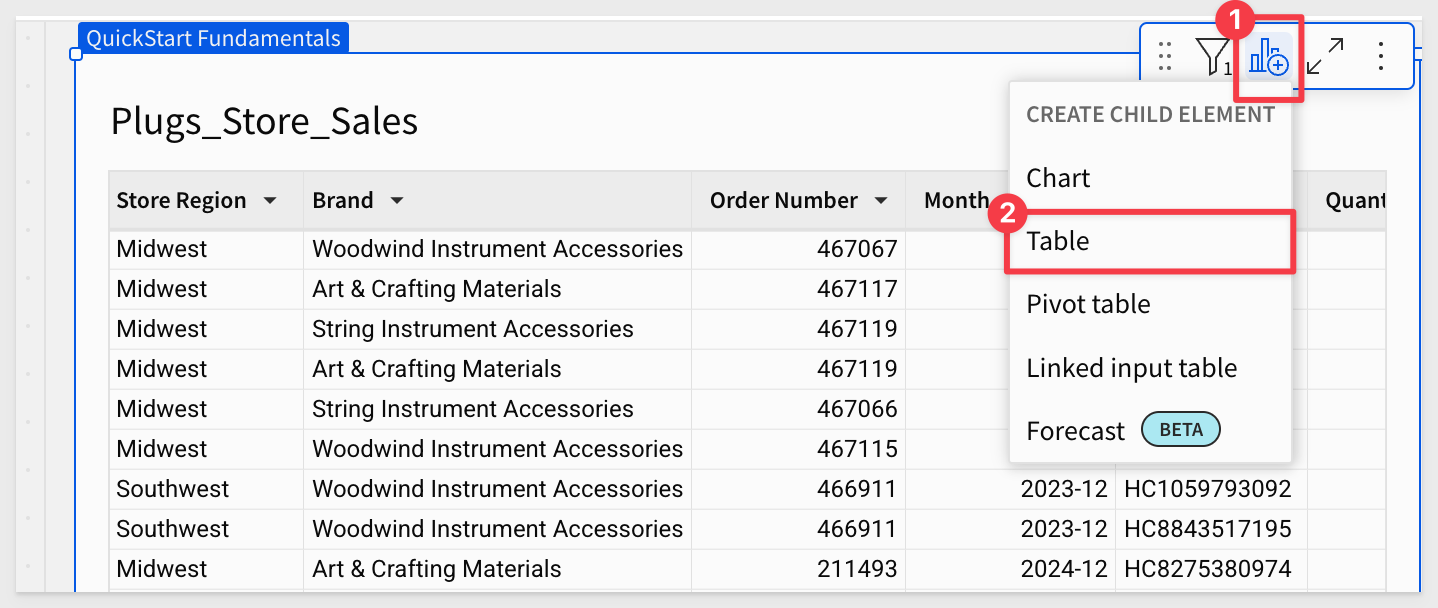 1
QuickStart Fundamentals
1
CREATE CHILD ELEMENT
Plugs_Store_Sales
Chart
Store Region Brand Order Number Month Quant
2
Table
Midwest Woodwind Instrument Accessories 467067
Midwest Art & Crafting Materials 467117
Pivot table
Midwest String Instrument Accessories 467119
Midwest Art & Crafting Materials 467119
Linked input table
Midwest String Instrument Accessories 467066
Forecast BETA
Midwest Woodwind Instrument Accessories 467115
Southwest Woodwind Instrument Accessories 466911 2023-12 HC1059793092
Southwest Woodwind Instrument Accessories 466911 2023-12 HC8843517195
Midwest Art & Crafting Materials 211493 2024-12 HC8275380974